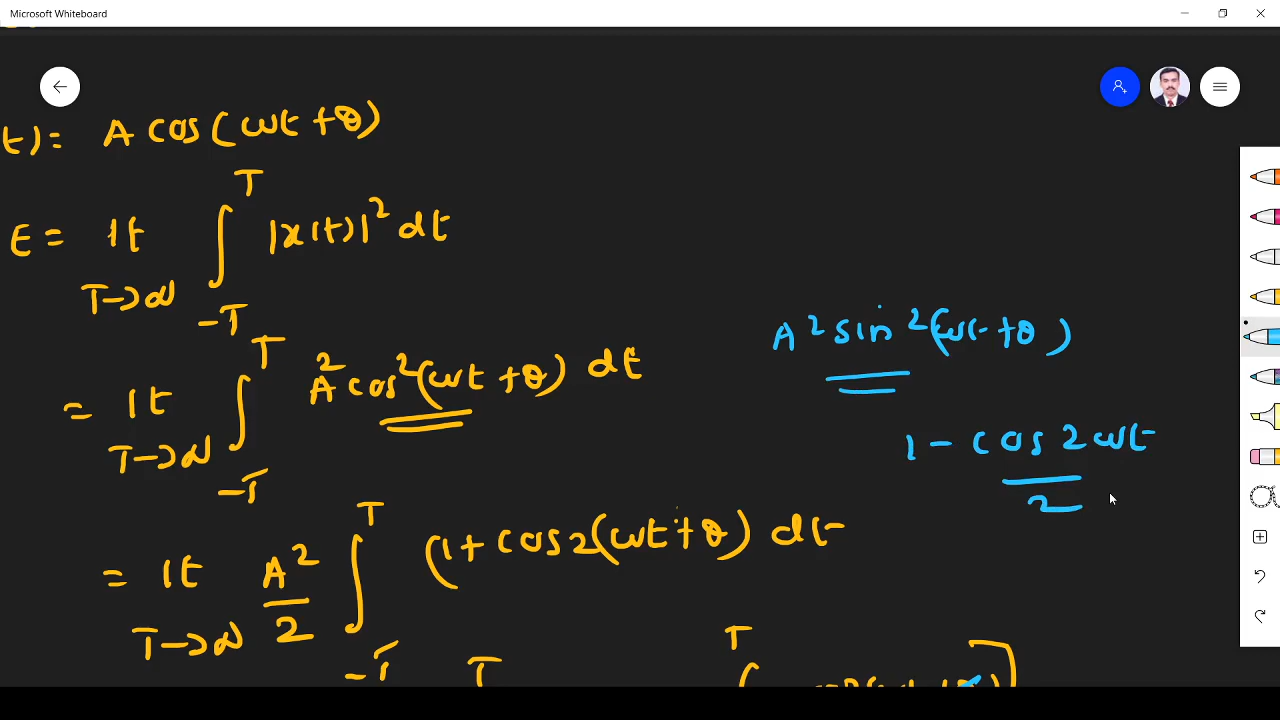 Microsoft Whiteboard
t) = A cos(ωt + θ)
E = lt T→∞ ∫_{-T}^{T} |x(t)|² dt
= lt T→∞ ∫_{-T}^{T} A² cos²(ωt + θ) dt
A² sin²(ωt + θ)
1 - cos 2ωt
2
= lt T→∞ A²/2 ∫_{-T}^{T} (1 + cos 2(ωt + θ) dt
T T